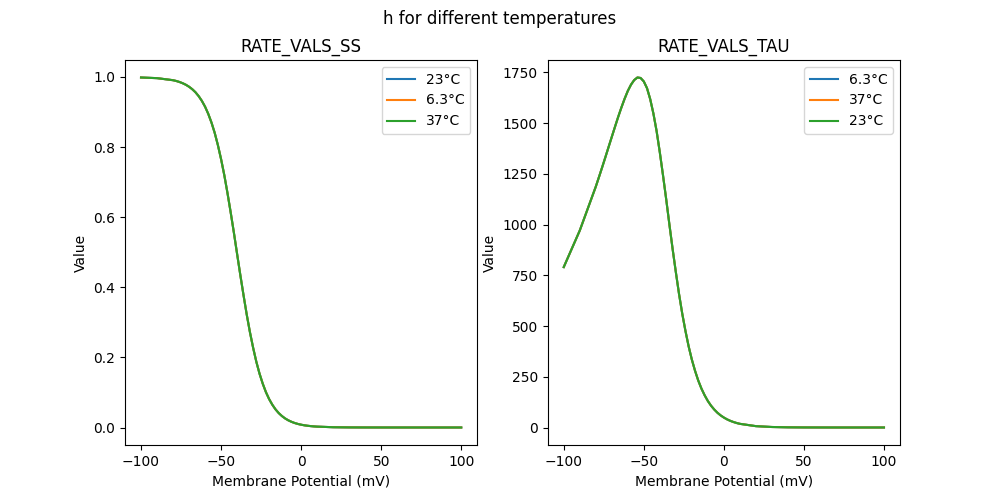 h for different temperatures
RATE_VALS_SS
1.0
0.8
0.6
0.4
0.2
0.0
Value
−100
−50
0
50
100
Membrane Potential (mV)
23°C
6.3°C
37°C
RATE_VALS_TAU
1750
1500
1250
1000
750
500
250
0
Value
−100
−50
0
50
100
Membrane Potential (mV)
6.3°C
37°C
23°C